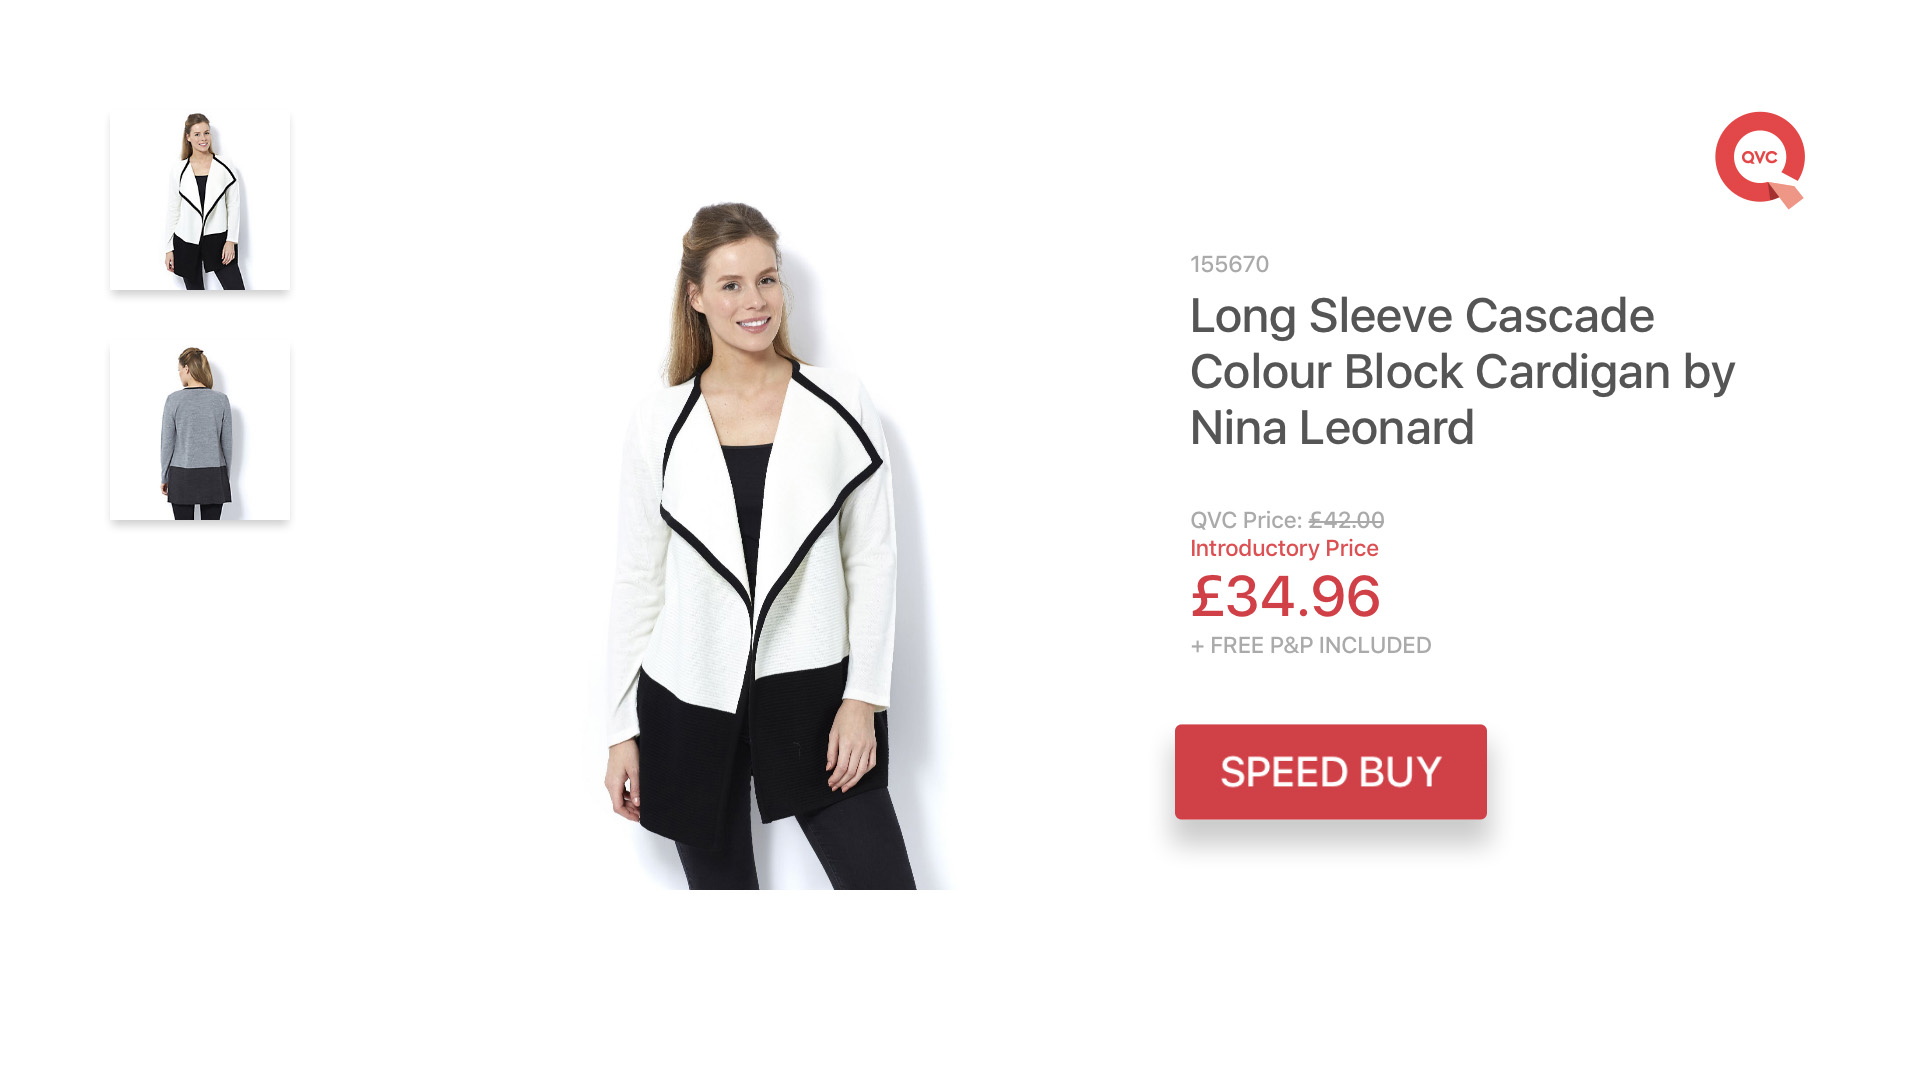 QVC
155670
Long Sleeve Cascade
Colour Block Cardigan by
Nina Leonard
QVC Price: £42.00
Introductory Price
£34.96
+ FREE P&P INCLUDED
SPEED BUY